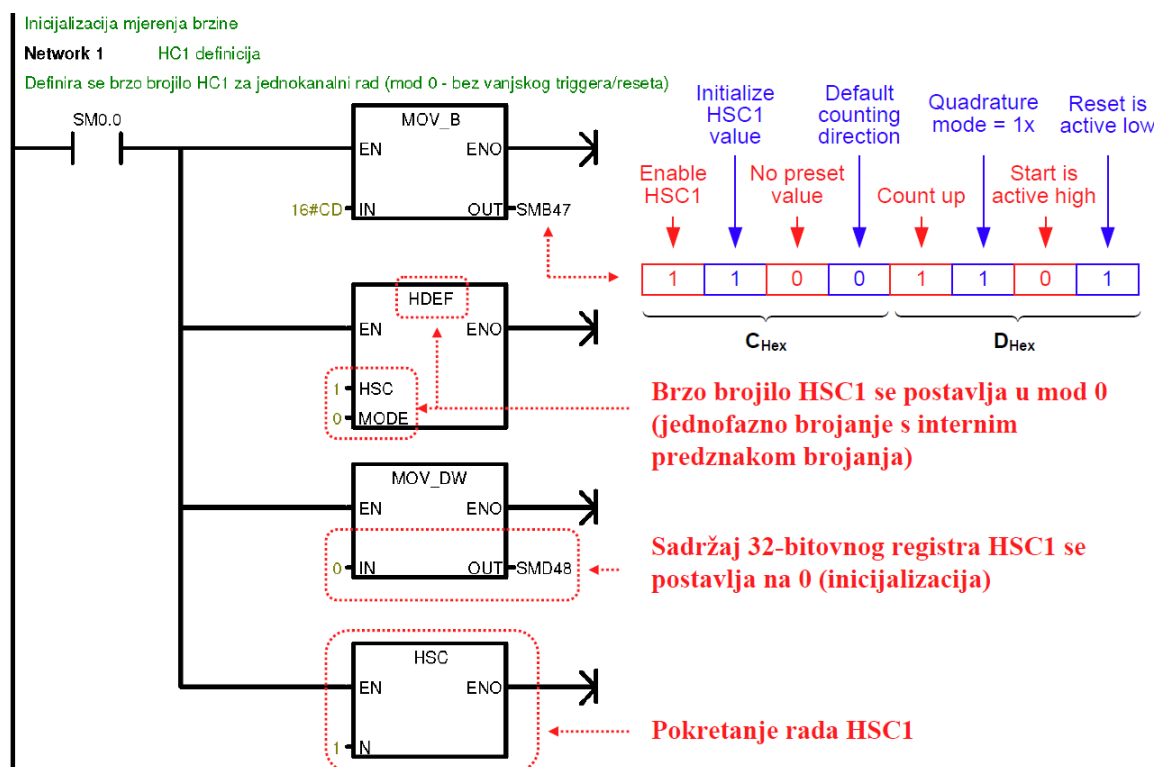 Inicijalizacija mjerenja brzine
Network 1 HC1 definicija
Definira se brzo brojilo HC1 za jednokanalni rad (mod 0 - bez vanjskog triggera/reseta)
SM0.0
MOV_B
EN ENO
16#CD IN OUT SMB47
Initialize HSC1 value
Default counting direction
Quadrature mode = 1x
Reset is active low
Enable HSC1
No preset value
Count up
Start is active high
1 1 0 0 1 1 0 1
CHex DHex
HDEF
EN ENO
1 HSC
0 MODE
Brzo brojilo HSC1 se postavlja u mod 0
(jednofazno brojanje s internim
predznakom brojanja)
MOV_DW
EN ENO
0 IN OUT SMD48
Sadržaj 32-bitovnog registra HSC1 se
postavlja na 0 (inicijalizacija)
HSC
EN ENO
1 N
Pokretanje rada HSC1